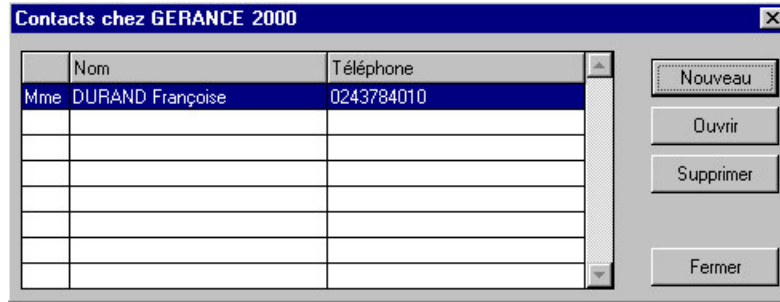 Contacts chez GERANCE 2000
Nom Téléphone
Mme DURAND Françoise 0243784010
Nouveau
Ouvrir
Supprimer
Fermer